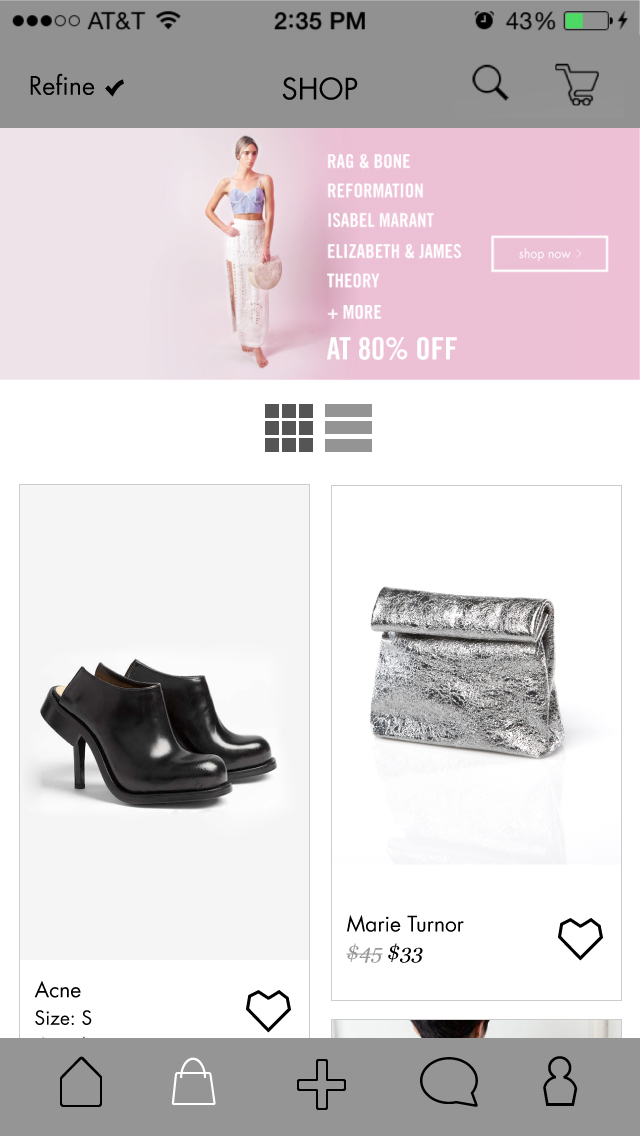 AT&T 2:35 PM 43%
Refine SHOP
RAG & BONE
REFORMATION
ISABEL MARANT
ELIZABETH & JAMES
THEORY
+ MORE
AT 80% OFF
shop now >
Marie Turnor
$45 $33
Acne
Size: S